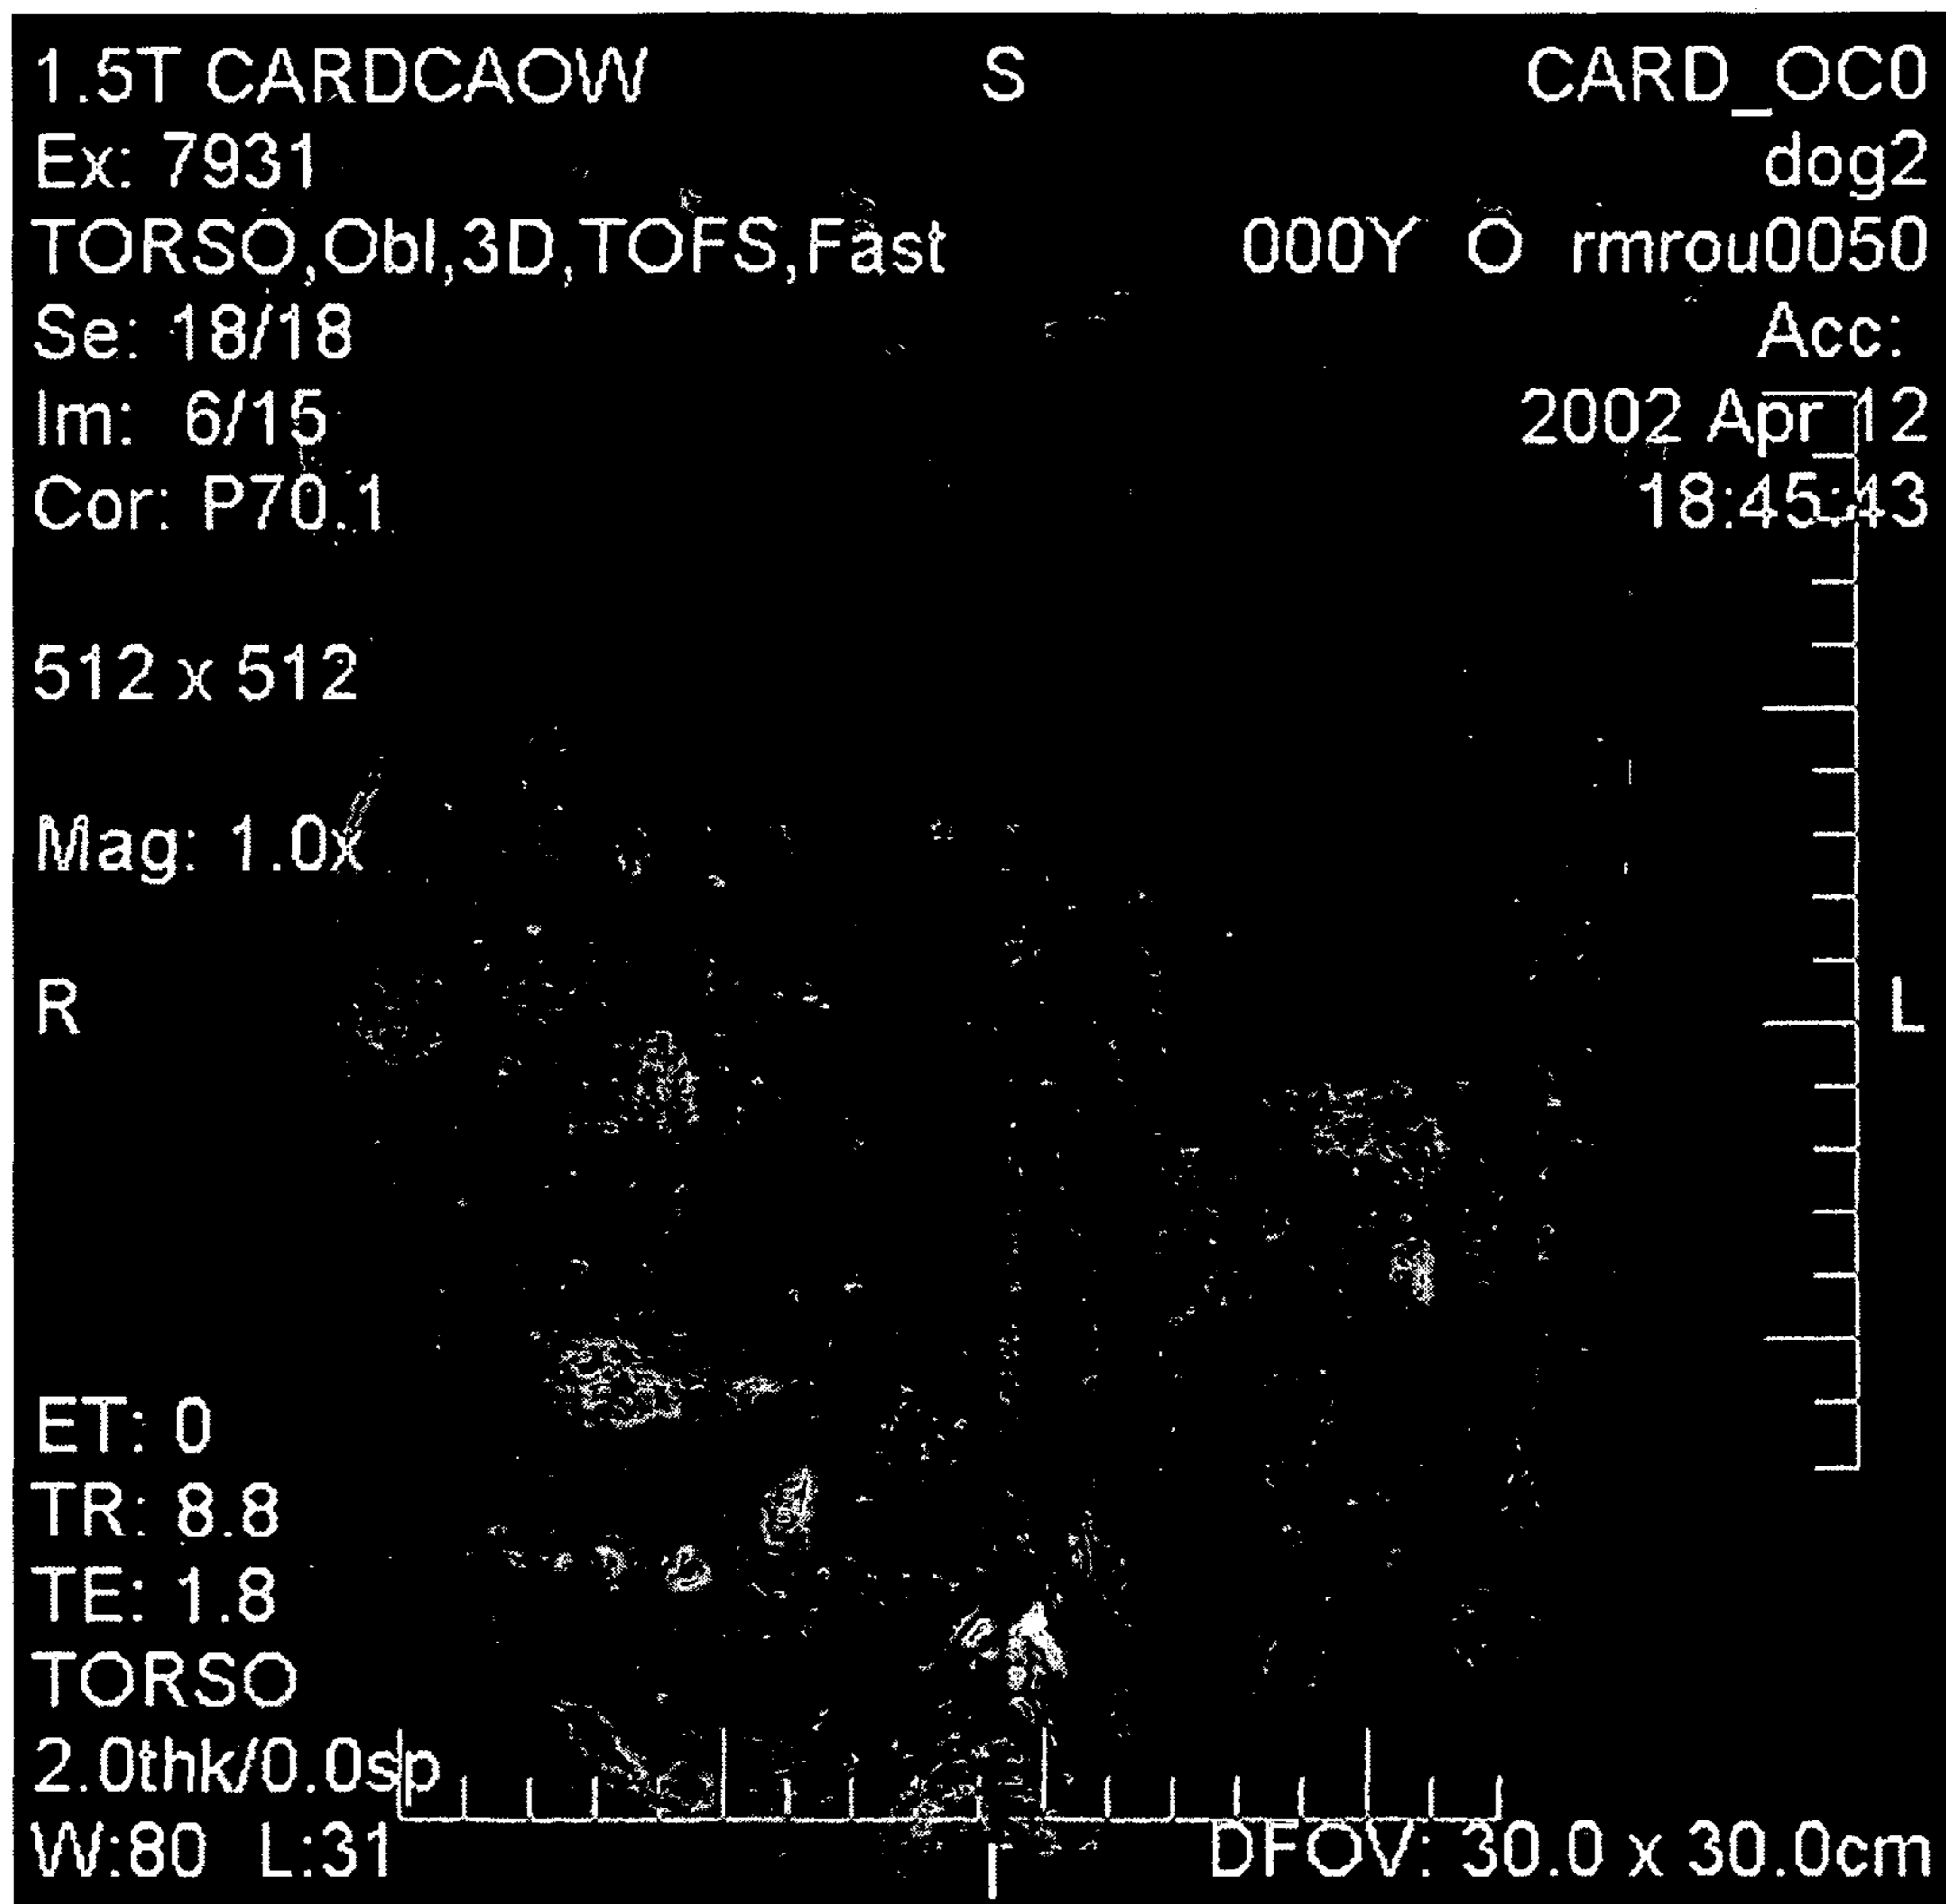 1.5T CARDCAOW S CARD_OC0
Ex: 7931 dog2
TORSO,Obl,3D,TOFS,Fast 000Y O rmrou0050
Se: 18/18 Acc:
Im: 6/15 2002 Apr 12
Cor: P70.1 18:45:43
512 x 512
Mag: 1.0x
R L
ET: 0
TR: 8.8
TE: 1.8
TORSO
2.0thk/0.0sp
W:80 L:31 I DFOV: 30.0 x 30.0cm